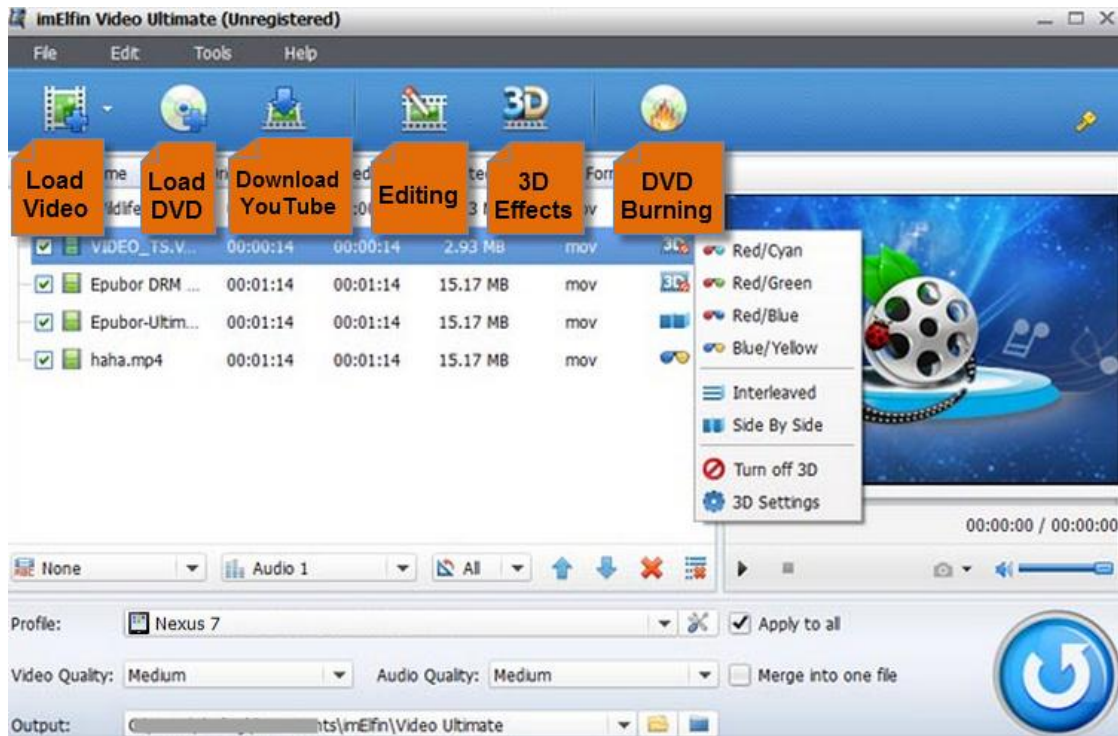 imElfin Video Ultimate (Unregistered)
File Edit Tools Help
3D
Load Video
Load DVD
Download YouTube
Editing
3D Effects
DVD Burning
VIDEO_TS.V... 00:00:14 00:00:14 2.93 MB mov 3D
Epubor DRM ... 00:01:14 00:01:14 15.17 MB mov 3D
Epubor-Ultim... 00:01:14 00:01:14 15.17 MB mov
haha.mp4 00:01:14 00:01:14 15.17 MB mov
Red/Cyan
Red/Green
Red/Blue
Blue/Yellow
Interleaved
Side By Side
Turn off 3D
3D Settings
00:00:00 / 00:00:00
None Audio 1 All
Profile: Nexus 7 Apply to all
Video Quality: Medium Audio Quality: Medium Merge into one file
Output: \imElfin\Video Ultimate